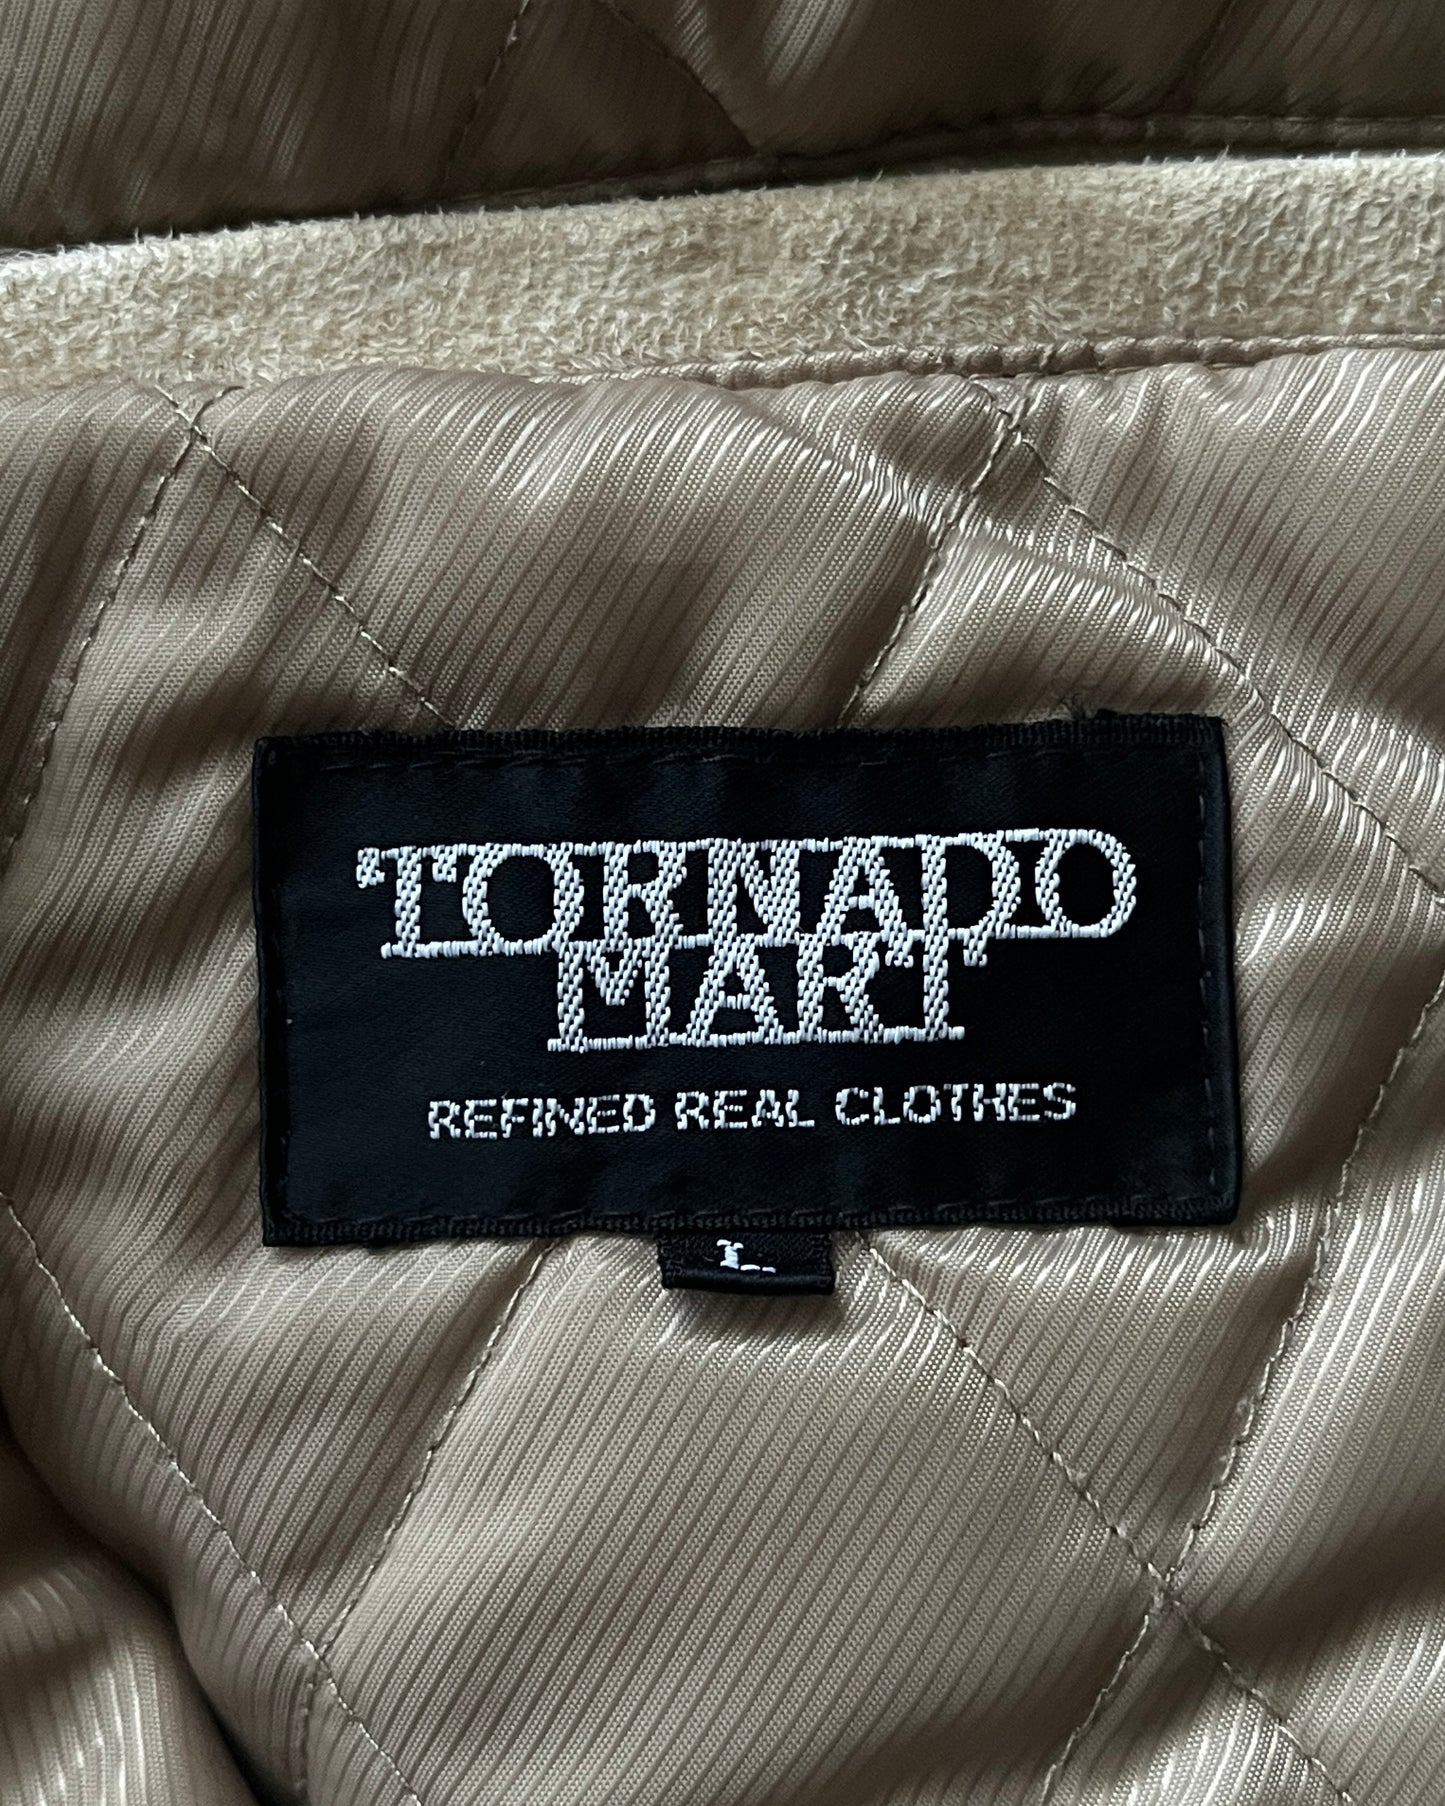 TORNADO
MART
REFINED REAL CLOTHES
L